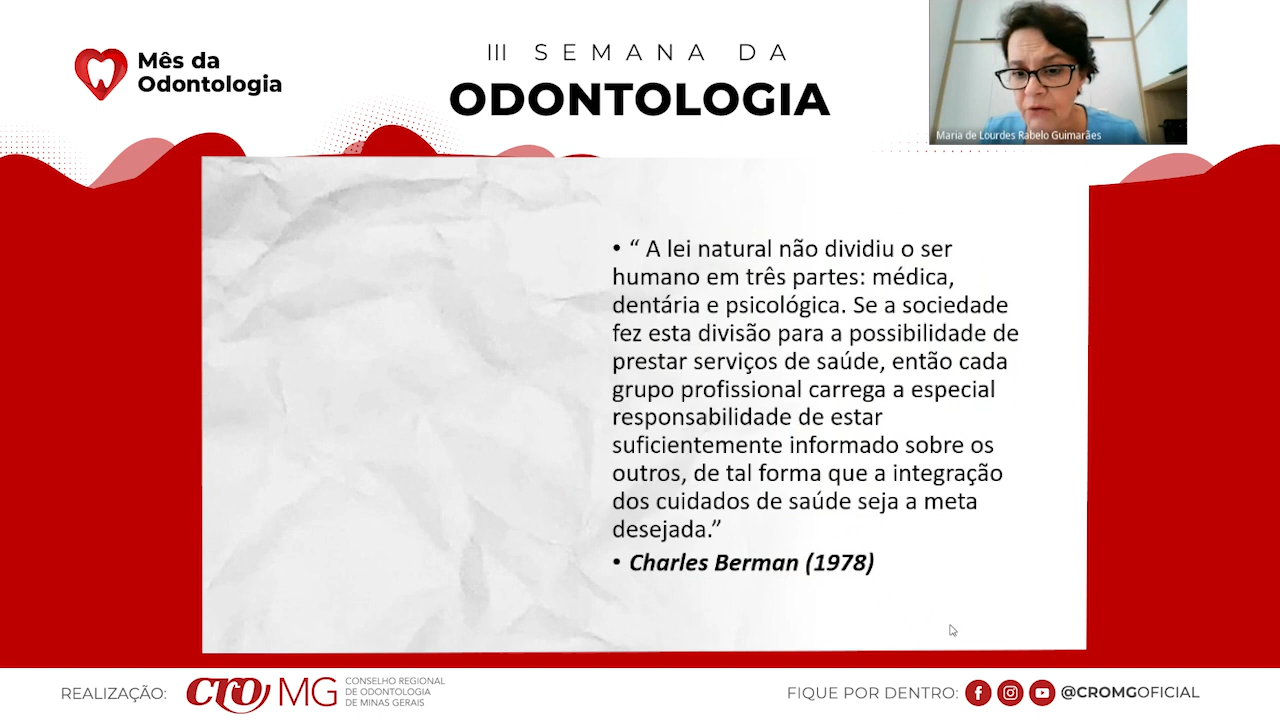 Mês da
Odontologia
III SEMANA DA
ODONTOLOGIA
Maria de Lourdes Rabelo Guimarães
• “ A lei natural não dividiu o ser
humano em três partes: médica,
dentária e psicológica. Se a sociedade
fez esta divisão para a possibilidade de
prestar serviços de saúde, então cada
grupo profissional carrega a especial
responsabilidade de estar
suficientemente informado sobre os
outros, de tal forma que a integração
dos cuidados de saúde seja a meta
desejada.”
• Charles Berman (1978)
REALIZAÇÃO:
cro MG
CONSELHO REGIONAL
DE ODONTOLOGIA
DE MINAS GERAIS
FIQUE POR DENTRO:
@CROMGOFICIAL